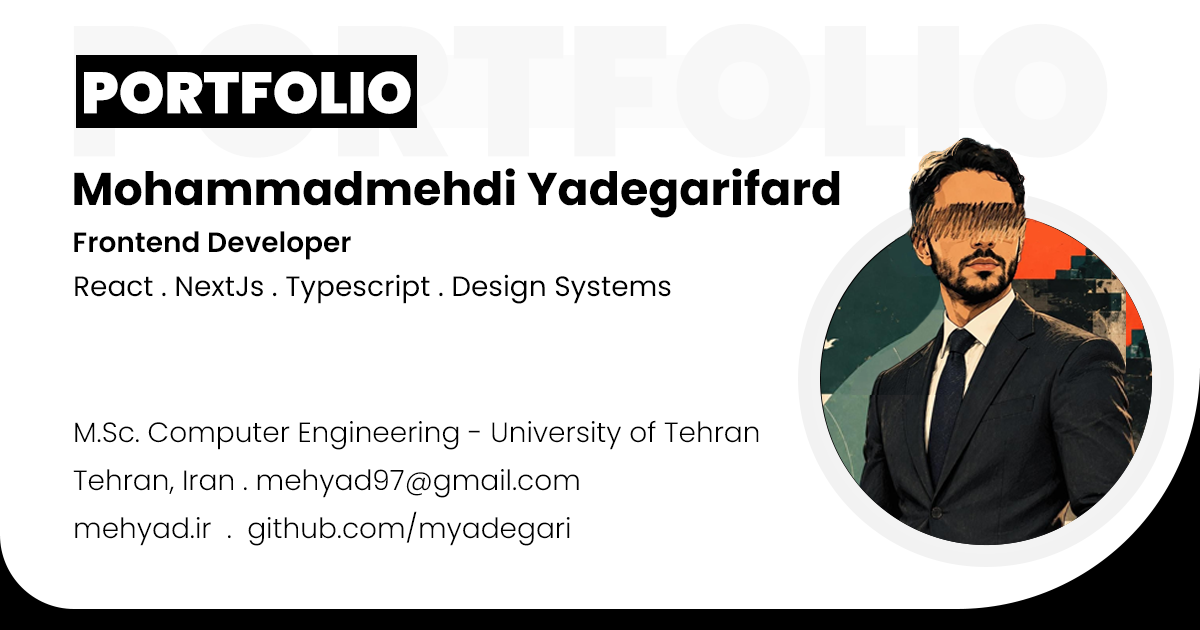 PORTFOLIO
PORTFOLIO
Mohammadmehdi Yadegarifard
Frontend Developer
React . NextJs . Typescript . Design Systems
M.Sc. Computer Engineering - University of Tehran
Tehran, Iran . mehyad97@gmail.com
mehyad.ir . github.com/myadegari